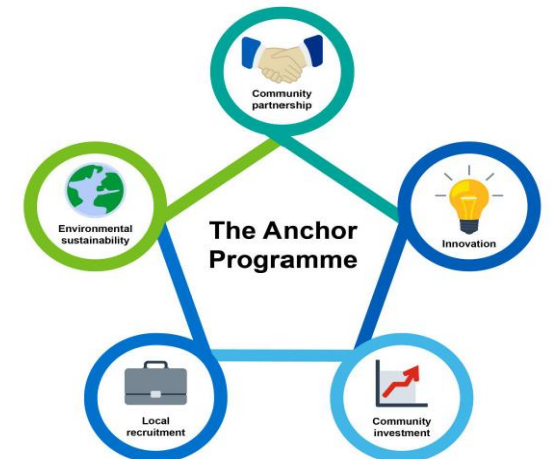 Community
partnership
Environmental
sustainability
The Anchor
Programme
Innovation
Local
recruitment
Community
investment